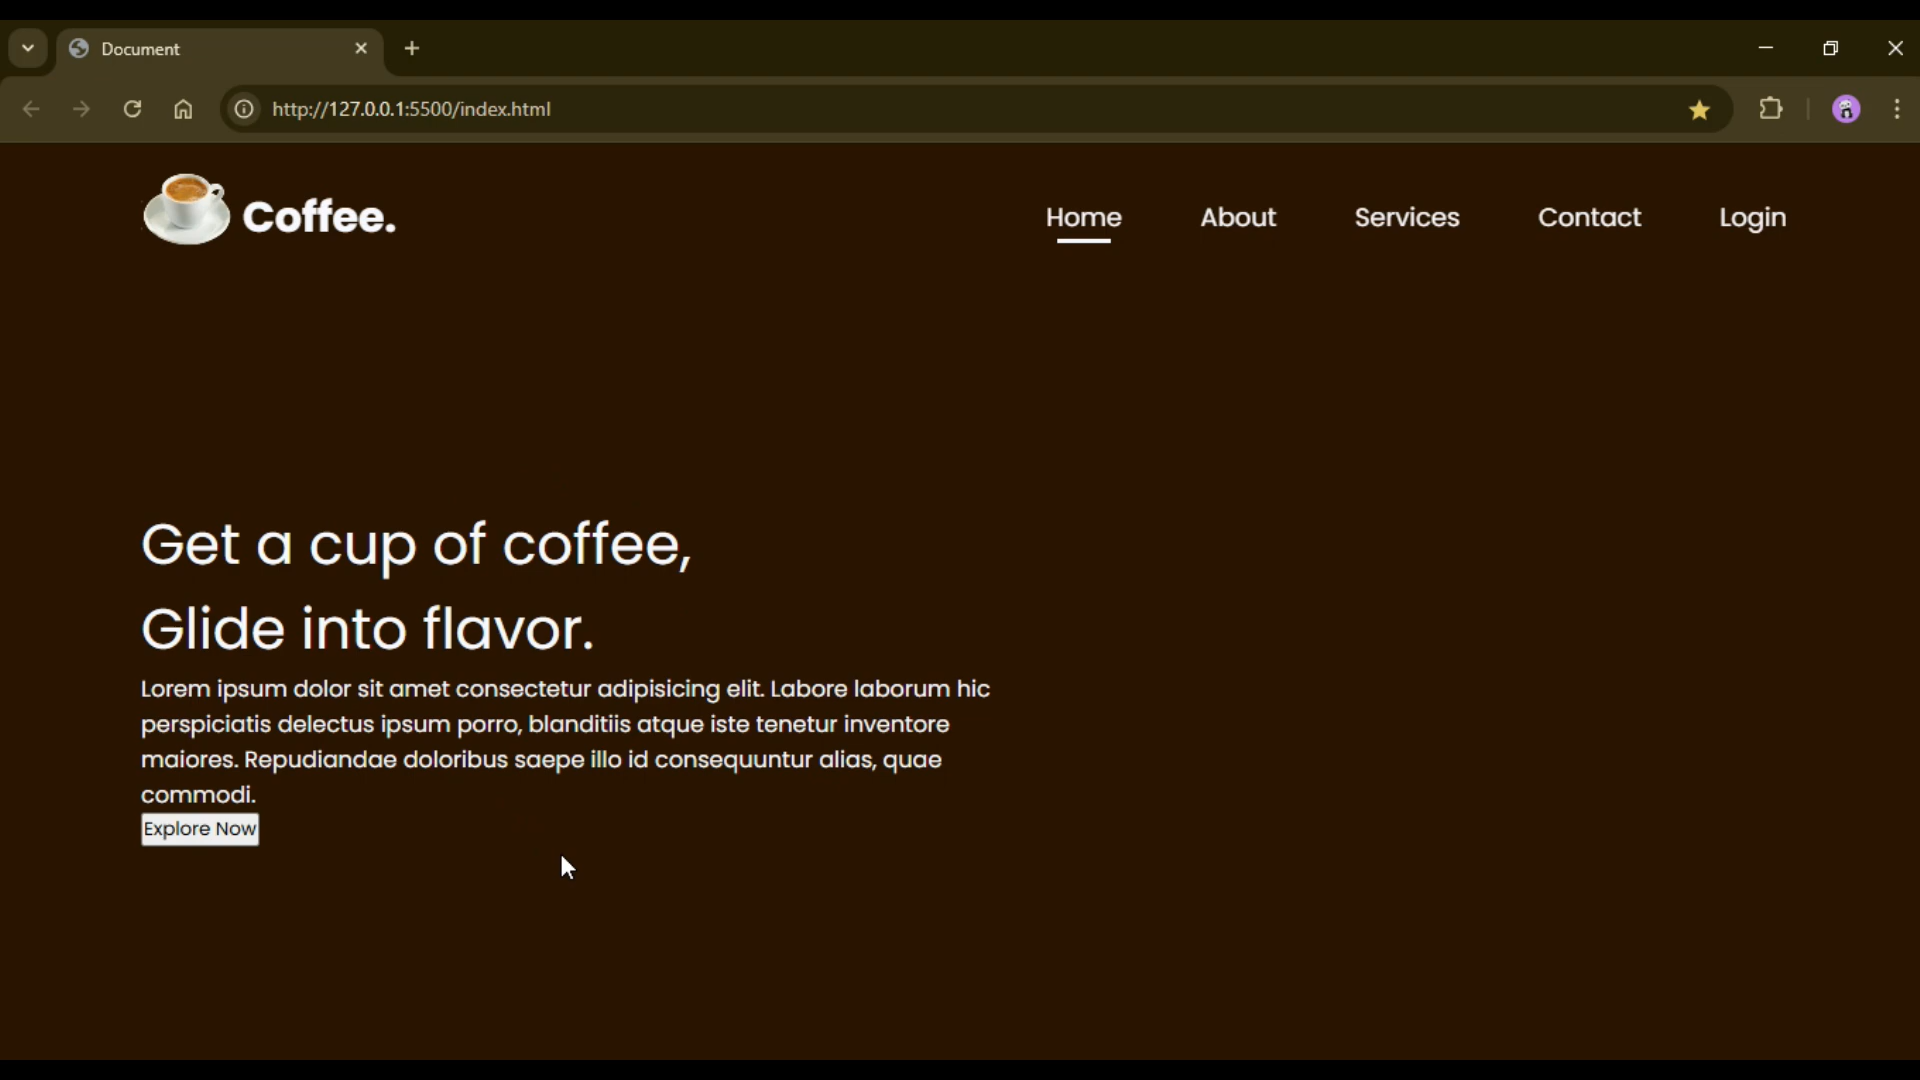 Document
http://127.0.0.1:5500/index.html
Coffee.
Home About Services Contact Login
Get a cup of coffee,
Glide into flavor.
Lorem ipsum dolor sit amet consectetur adipisicing elit. Labore laborum hic
perspiciatis delectus ipsum porro, blanditiis atque iste tenetur inventore
maiores. Repudiandae doloribus saepe illo id consequuntur alias, quae
commodi.
Explore Now